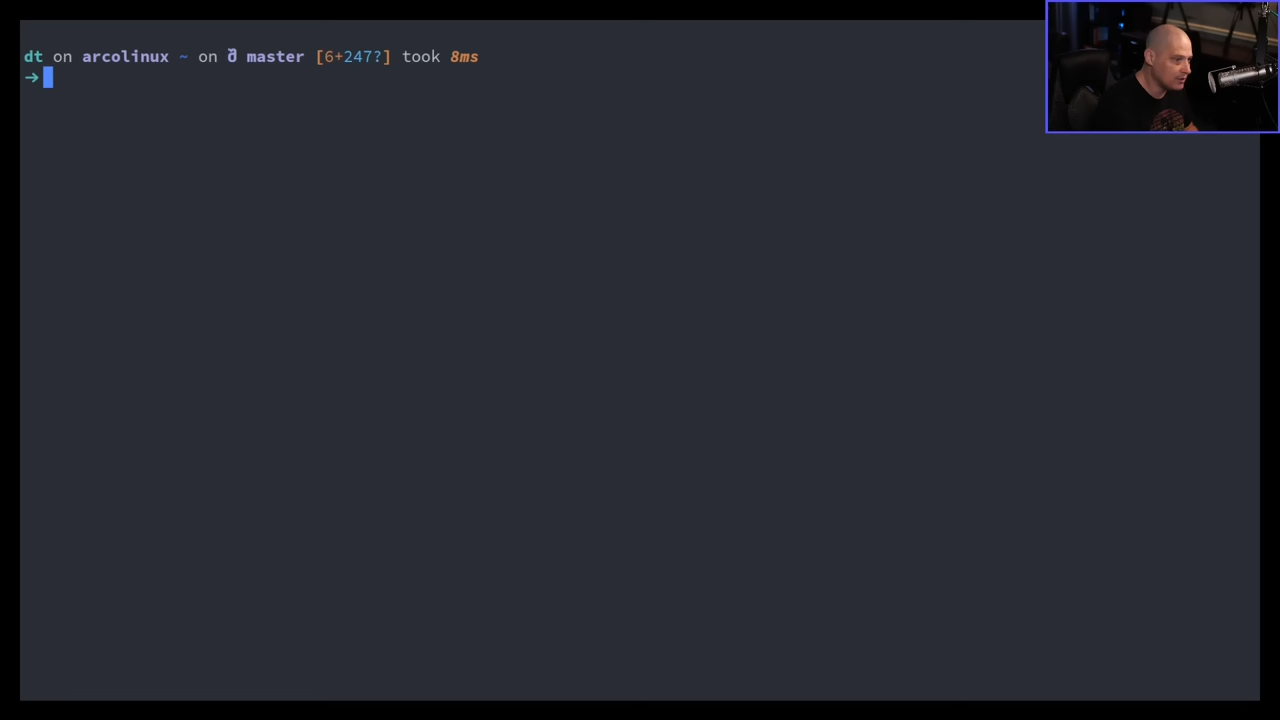 dt on arcolinux ~ on ð master [6+247?] took 8ms
➜